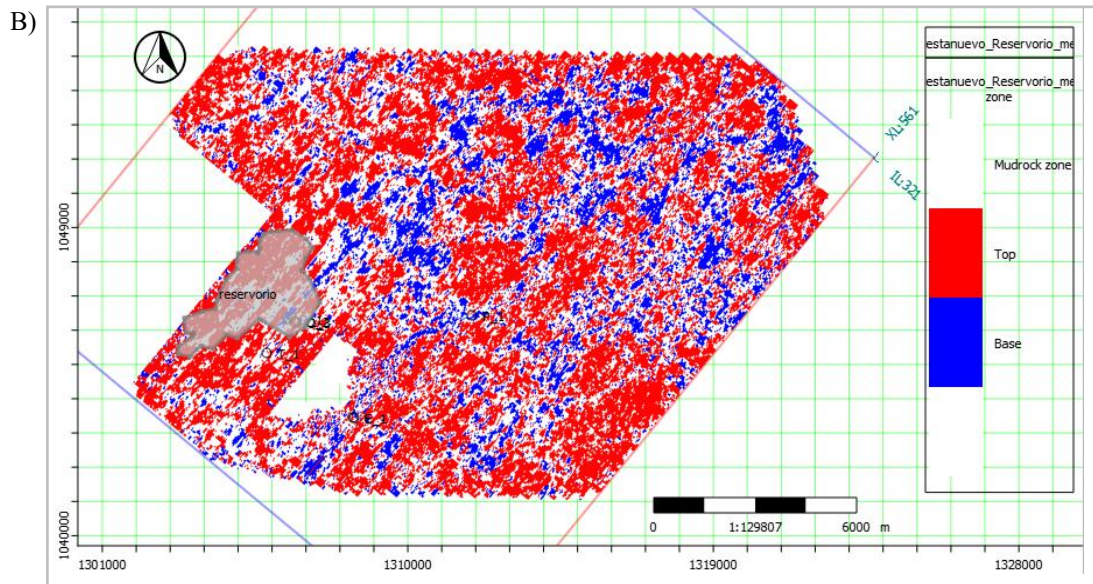 B)
N
estanuevo_Reservorio_me
estanuevo_Reservorio_me
zone
XL:561
IL:321
Mudrock zone
1049000
Top
reservorio
Base
1040000
0
1:129807
6000 m
1301000
1310000
1319000
1328000